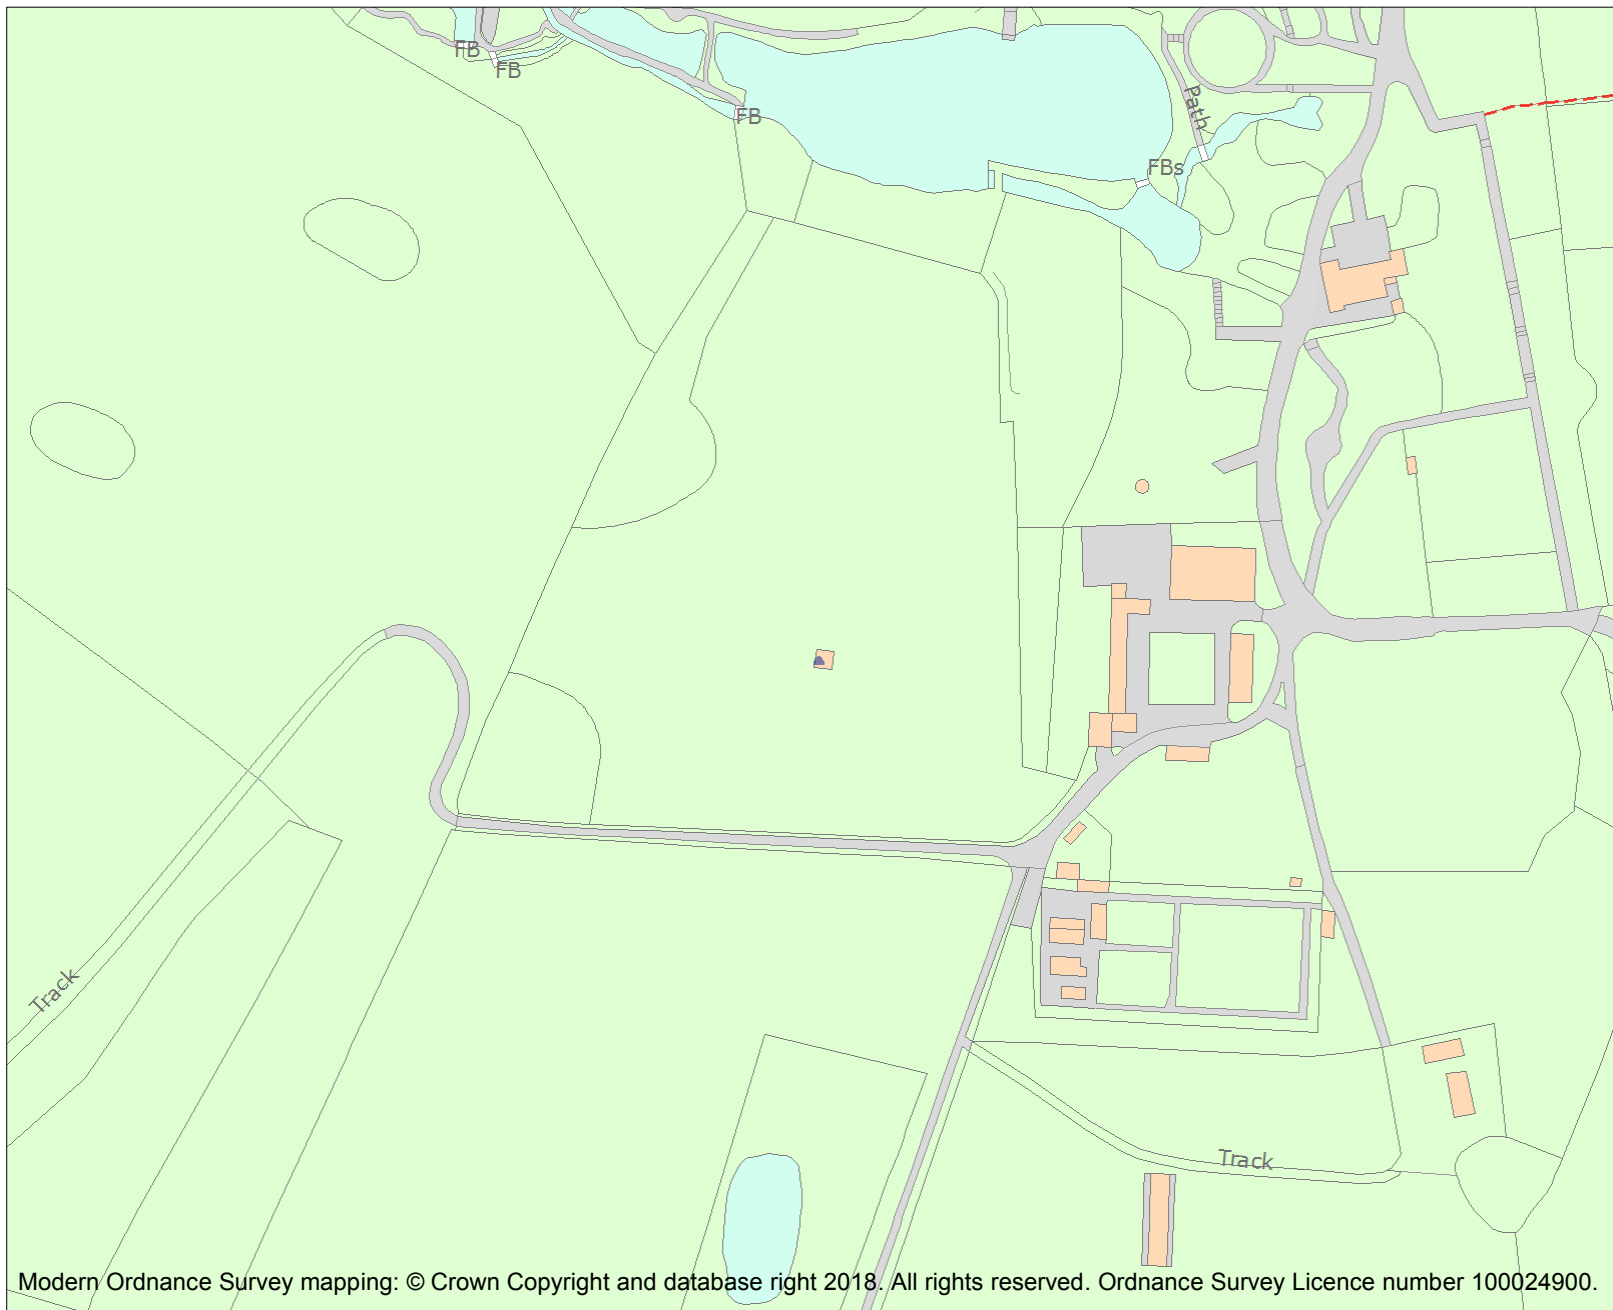 FB
FB
FB
Path
FBs
Track
Track
Modern Ordnance Survey mapping: © Crown Copyright and database right 2018. All rights reserved. Ordnance Survey Licence number 100024900.